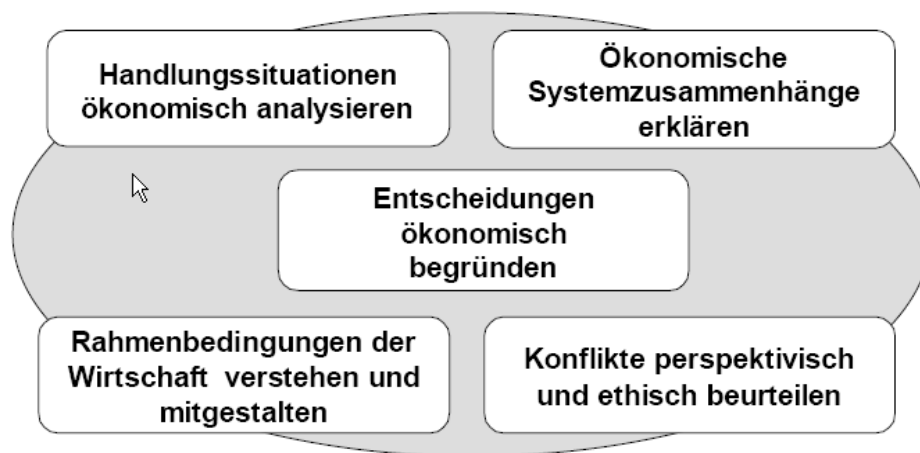 Handlungssituationen
ökonomisch analysieren
Ökonomische
Systemzusammenhänge
erklären
Entscheidungen
ökonomisch
begründen
Rahmenbedingungen der
Wirtschaft verstehen und
mitgestalten
Konflikte perspektivisch
und ethisch beurteilen